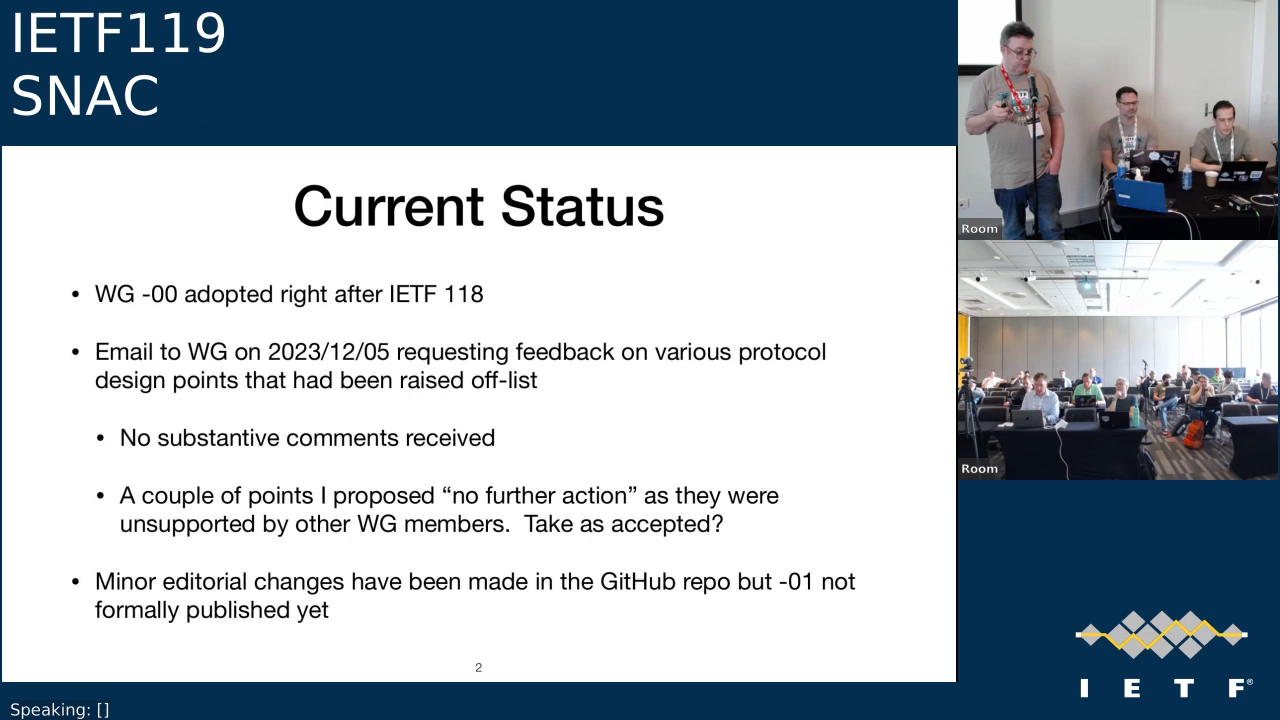 IETF119
SNAC
Current Status
• WG -00 adopted right after IETF 118
• Email to WG on 2023/12/05 requesting feedback on various protocol
design points that had been raised off-list
• No substantive comments received
• A couple of points I proposed “no further action” as they were
unsupported by other WG members.  Take as accepted?
• Minor editorial changes have been made in the GitHub repo but -01 not
formally published yet
2
Room
Room
I E T F®
Speaking: []